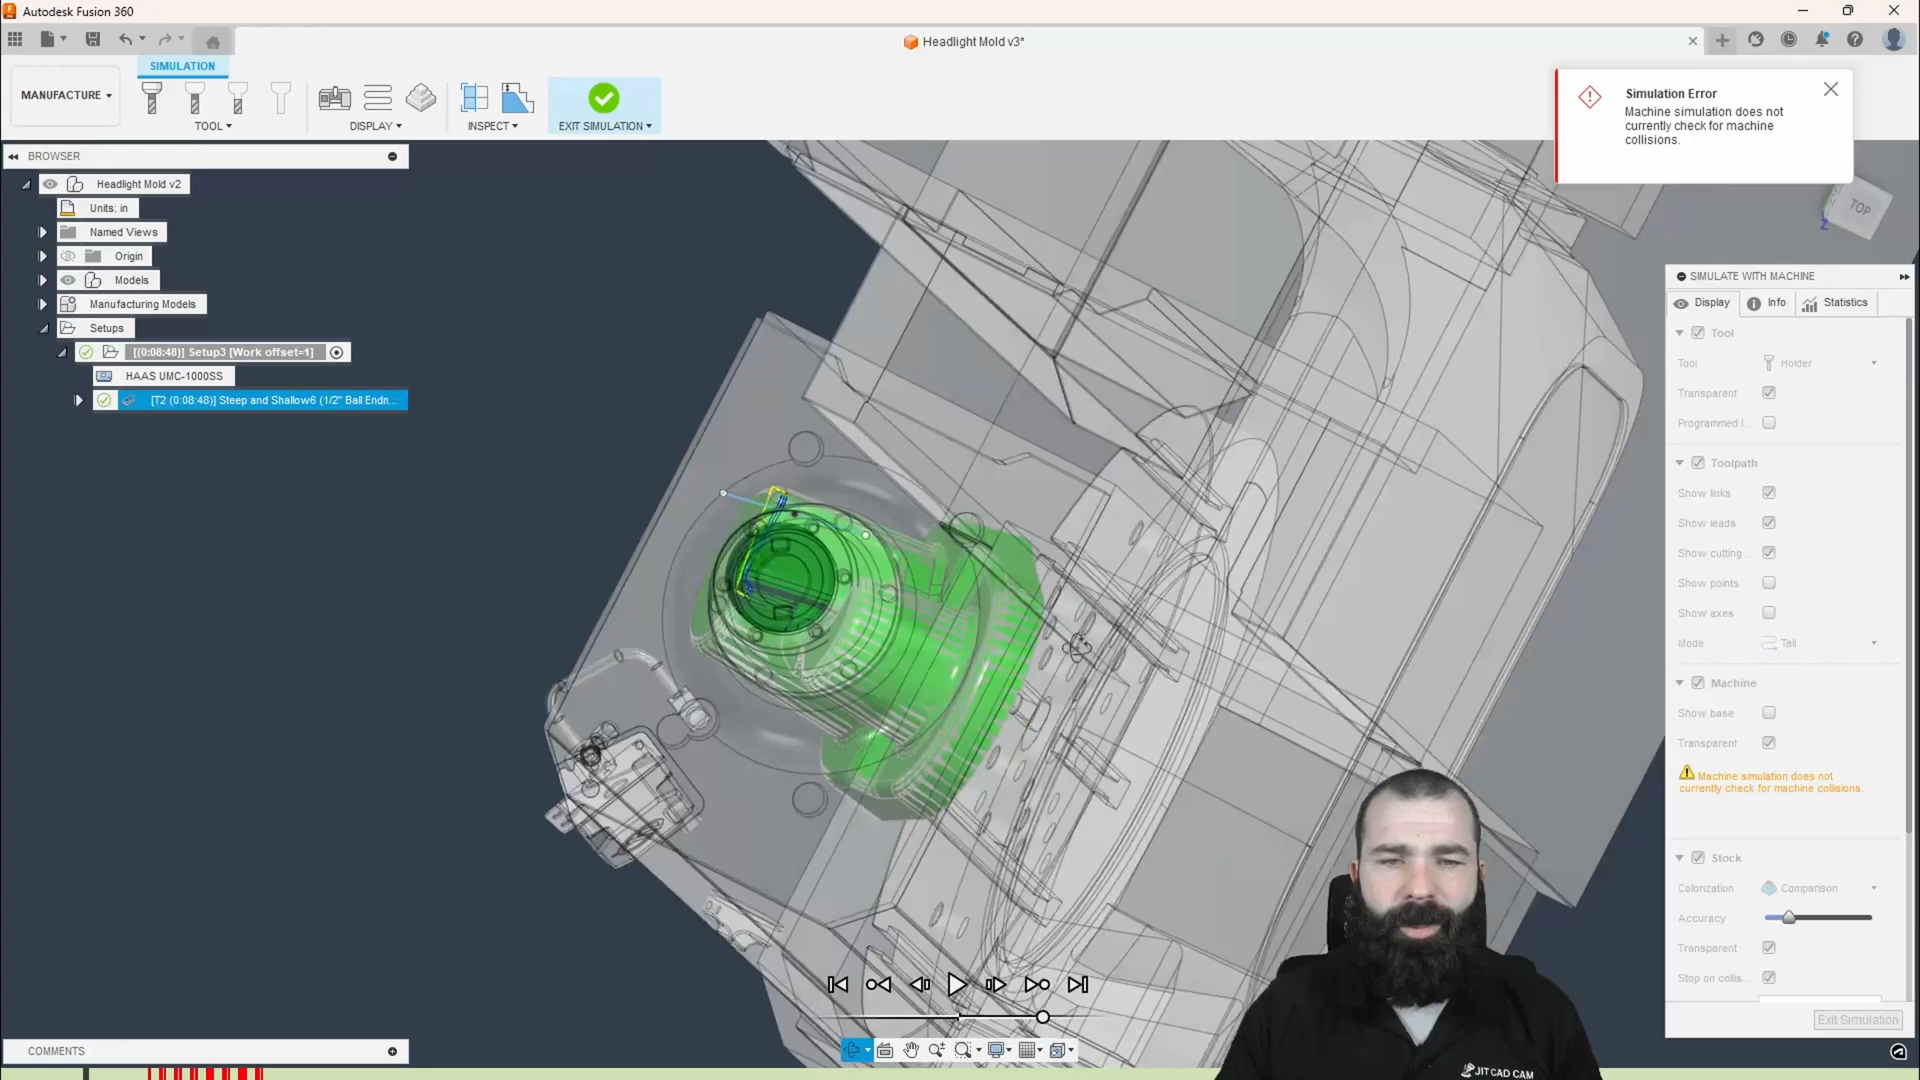 Autodesk Fusion 360
Headlight Mold v3*
SIMULATION
MANUFACTURE
TOOL
DISPLAY
INSPECT
EXIT SIMULATION
Simulation Error
Machine simulation does not
currently check for machine
collisions.
TOP
Z
BROWSER
Headlight Mold v2
Units: in
Named Views
Origin
Models
Manufacturing Models
Setups
[(0:08:48)] Setup3 [Work offset=1]
HAAS UMC-1000SS
[T2 (0:08:48)] Steep and Shallow6 (1/2" Ball Endn...
SIMULATE WITH MACHINE
Display Info Statistics
Tool
Tool Holder
Transparent
Programmed I...
Toolpath
Show links
Show leads
Show cutting ...
Show points
Show axes
Mode Tail
Machine
Show base
Transparent
Machine simulation does not
currently check for machine collisions.
Stock
Colorization Comparison
Accuracy
Transparent
Stop on collis...
Exit Simulation
COMMENTS
JIT CAD CAM